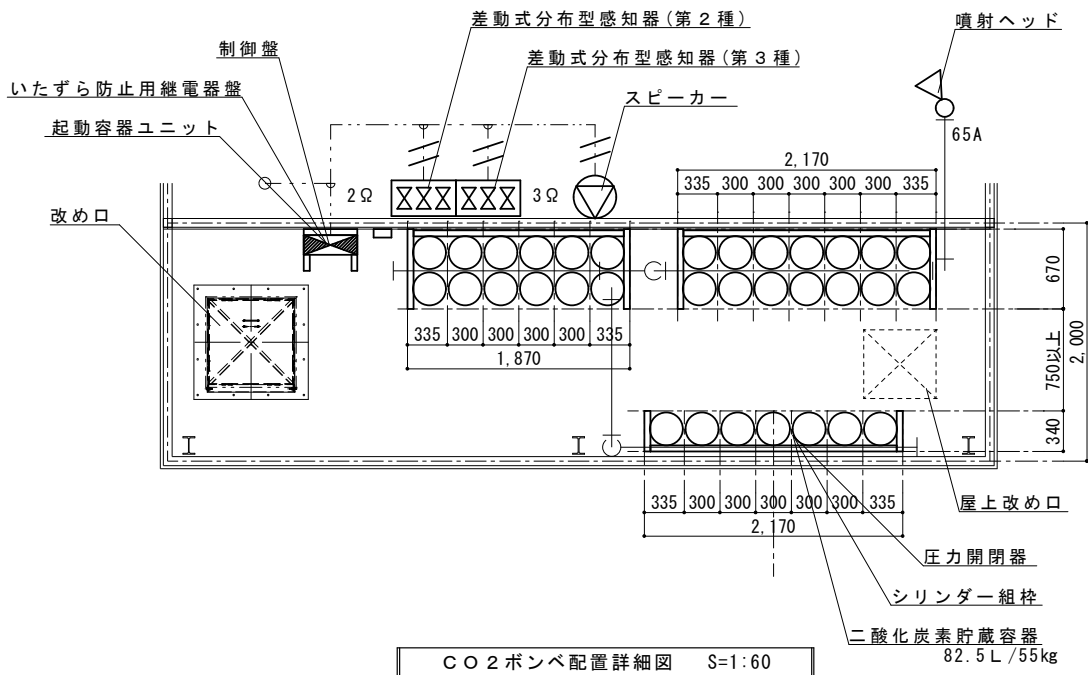 差動式分布型感知器(第2種)
噴射ヘッド
制御盤
差動式分布型感知器(第3種)
いたずら防止用継電器盤
スピーカー
起動容器ユニット
65A
2,170
2Ω
3Ω
335 300 300 300 300 300 335
改め口
670
335 300 300 300 300 335
1,870
750以上
2,000
340
335 300 300 300 300 300 335
2,170
屋上改め口
圧力開閉器
シリンダー組枠
二酸化炭素貯蔵容器
82.5L/55kg
CO2ボンベ配置詳細図 S=1:60